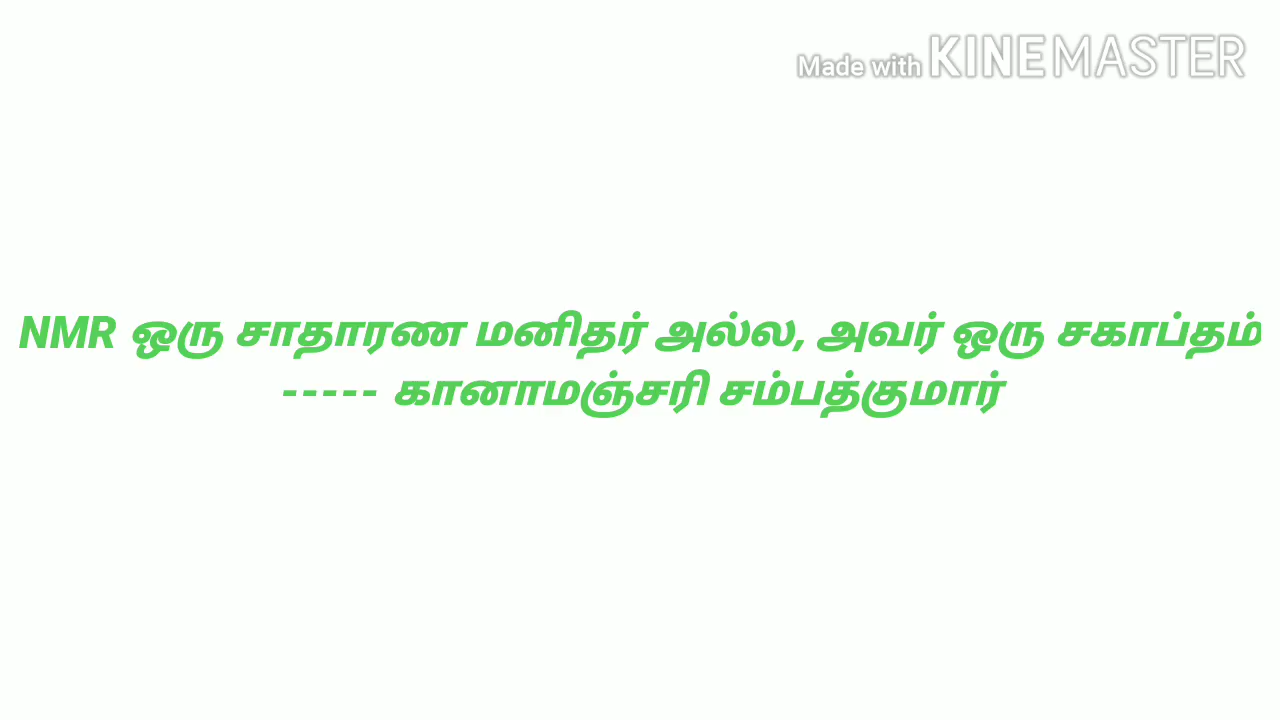 Made with KINEMASTER
NMR ஒரு சாதாரண மனிதர் அல்ல, அவர் ஒரு சகாப்தம்
----- கானாமஞ்சரி சம்பத்குமார்